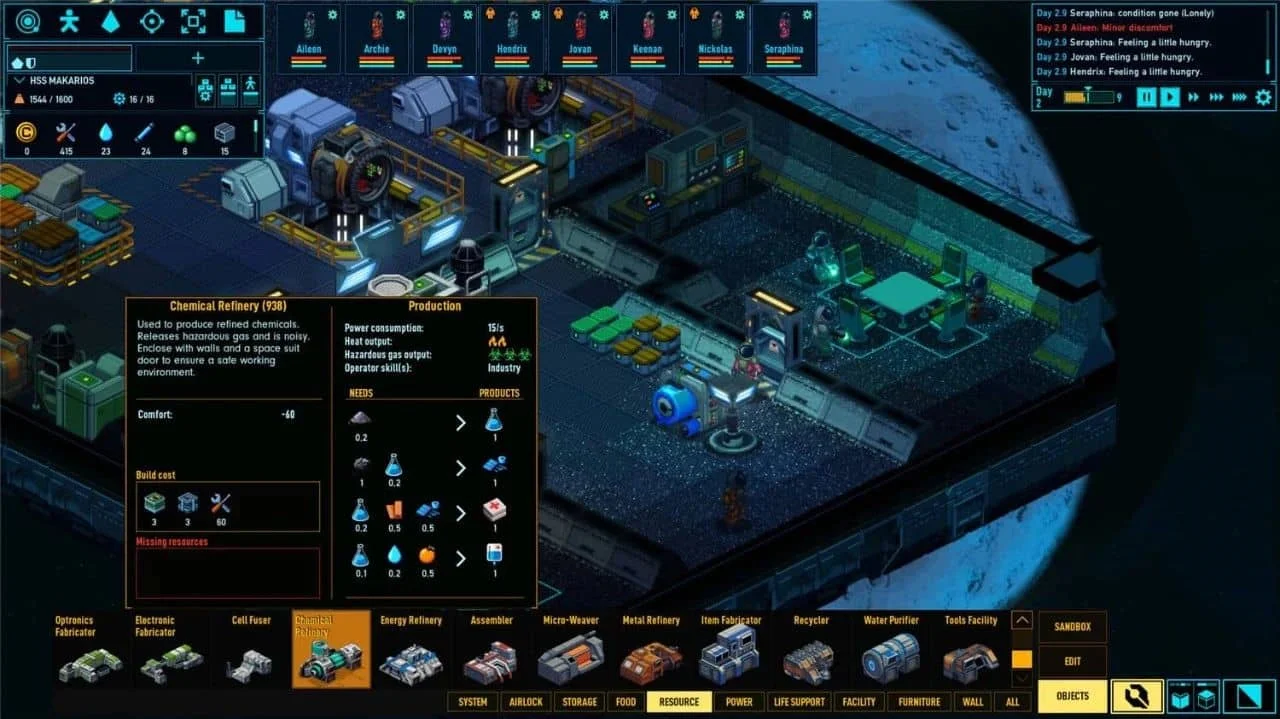 Aileen
Archie
Devyn
Hendrix
Jovan
Keenan
Nickolas
Seraphina
Day 2.9 Seraphina: condition gone (Lonely)
Day 2.9 Aileen: Minor discomfort
Day 2.9 Seraphina: Feeling a little hungry.
Day 2.9 Jovan: Feeling a little hungry.
Day 2.9 Hendrix: Feeling a little hungry.
Day
2
9
HSS MAKARIOS
1544 / 1600
16 / 16
0
415
23
24
8
15
Chemical Refinery (938)
Used to produce refined chemicals.
Releases hazardous gas and is noisy.
Enclose with walls and a space suit
door to ensure a safe working
environment.
Comfort: -60
Build cost
3 3 60
Missing resources
Production
Power consumption: 15/s
Heat output:
Hazardous gas output:
Operator skill(s): Industry
NEEDS PRODUCTS
0.2 > 1
1 0.2 > 1
0.2 0.5 0.5 > 1
0.1 0.2 0.5 > 1
Optronics
Fabricator
Electronic
Fabricator
Cell Fuser
Chemical
Refinery
Energy Refinery
Assembler
Micro-Weaver
Metal Refinery
Item Fabricator
Recycler
Water Purifier
Tools Facility
SANDBOX
EDIT
OBJECTS
SYSTEM
AIRLOCK
STORAGE
FOOD
RESOURCE
POWER
LIFE SUPPORT
FACILITY
FURNITURE
WALL
ALL